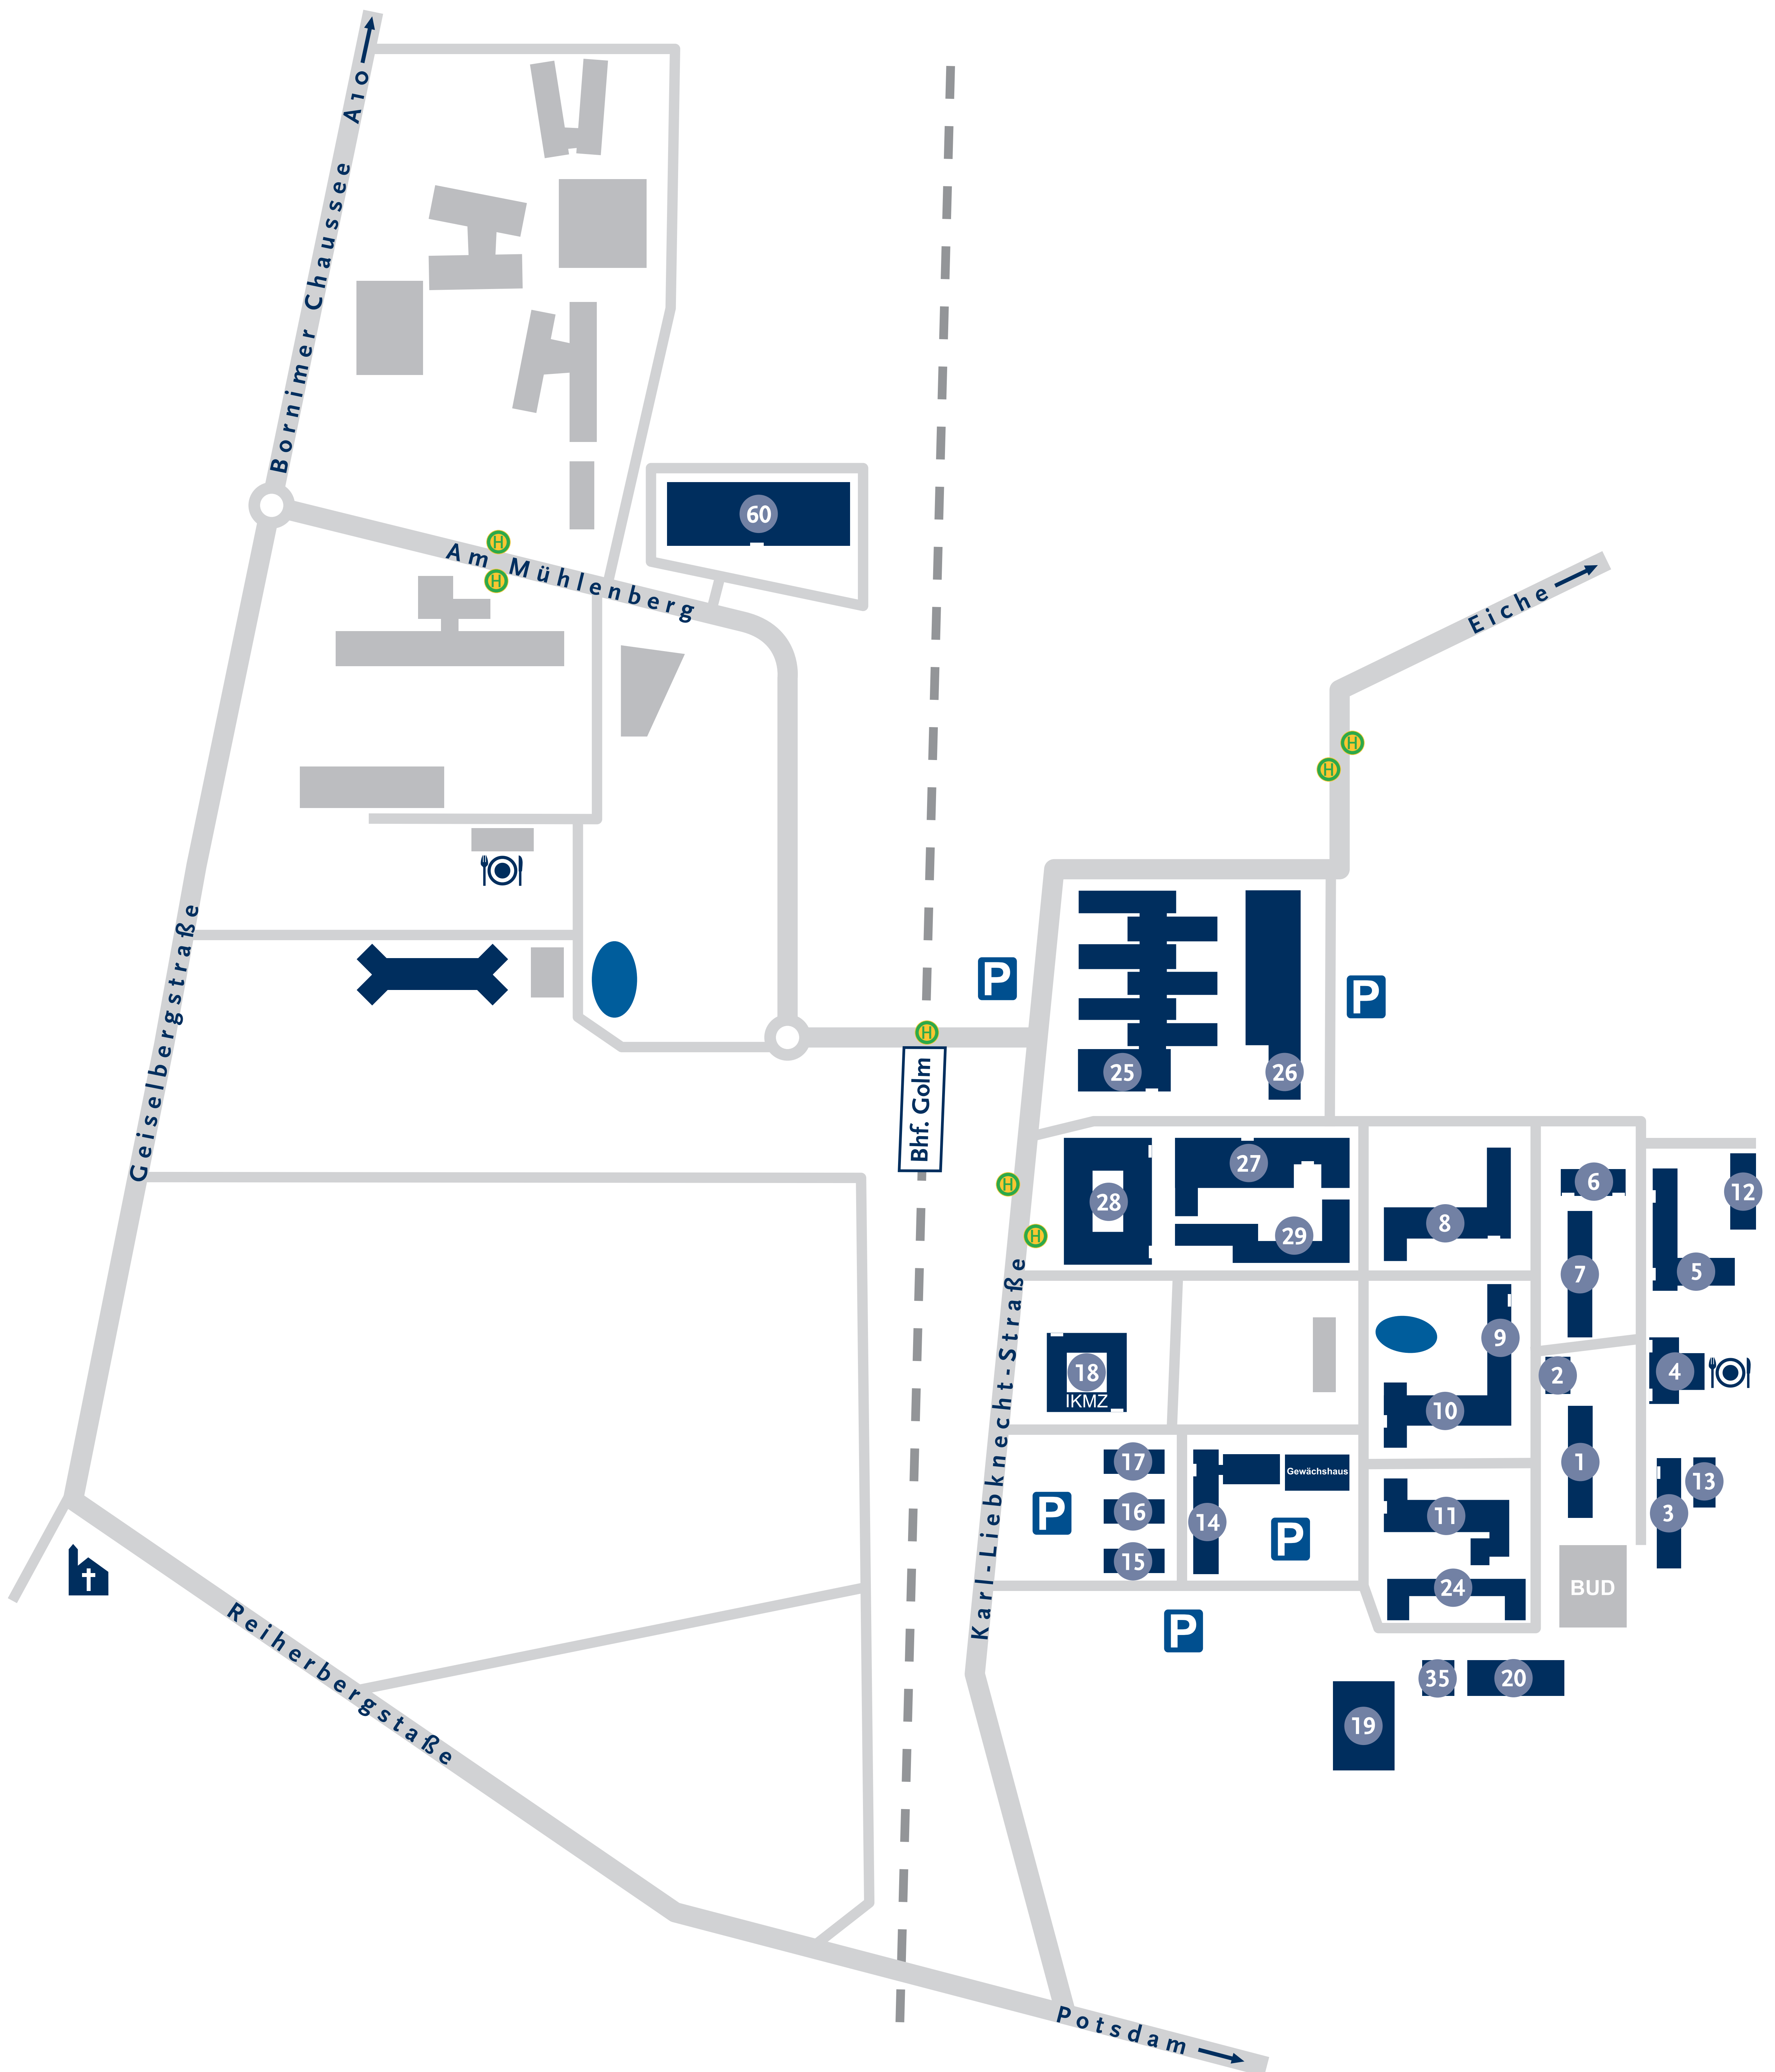 A10
Bornimer Chaussee
60
H
Am Mühlenberg
H
Eiche
H
H
Geiselbergstraße
P
P
H
Bhf. Golm
25
26
27
28
29
H
H
6
12
8
7
5
9
18
IKMZ
2
4
10
Karl-Liebknecht-Straße
17
Gewächshaus
1
13
P
16
14
P
11
3
15
24
BUD
P
Reiherbergstaße
35
20
19
Potsdam